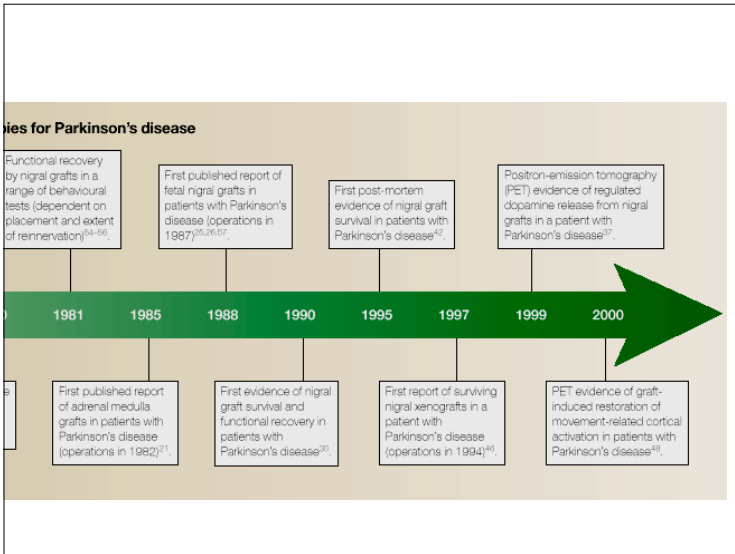 pies for Parkinson's disease
Functional recovery
by nigral grafts in a
range of behavioural
tests (dependent on
placement and extent
of reinnervation)54–56.
First published report of
fetal nigral grafts in
patients with Parkinson's
disease (operations in
1987)25,26,57.
First post-mortem
evidence of nigral graft
survival in patients with
Parkinson's disease42.
Positron-emission tomography
(PET) evidence of regulated
dopamine release from nigral
grafts in a patient with
Parkinson's disease37.
0 1981 1985 1988 1990 1995 1997 1999 2000
e
First published report
of adrenal medulla
grafts in patients with
Parkinson's disease
(operations in 1982)21.
First evidence of nigral
graft survival and
functional recovery in
patients with
Parkinson's disease30.
First report of surviving
nigral xenografts in a
patient with
Parkinson's disease
(operations in 1994)46.
PET evidence of graft-
induced restoration of
movement-related cortical
activation in patients with
Parkinson's disease48.